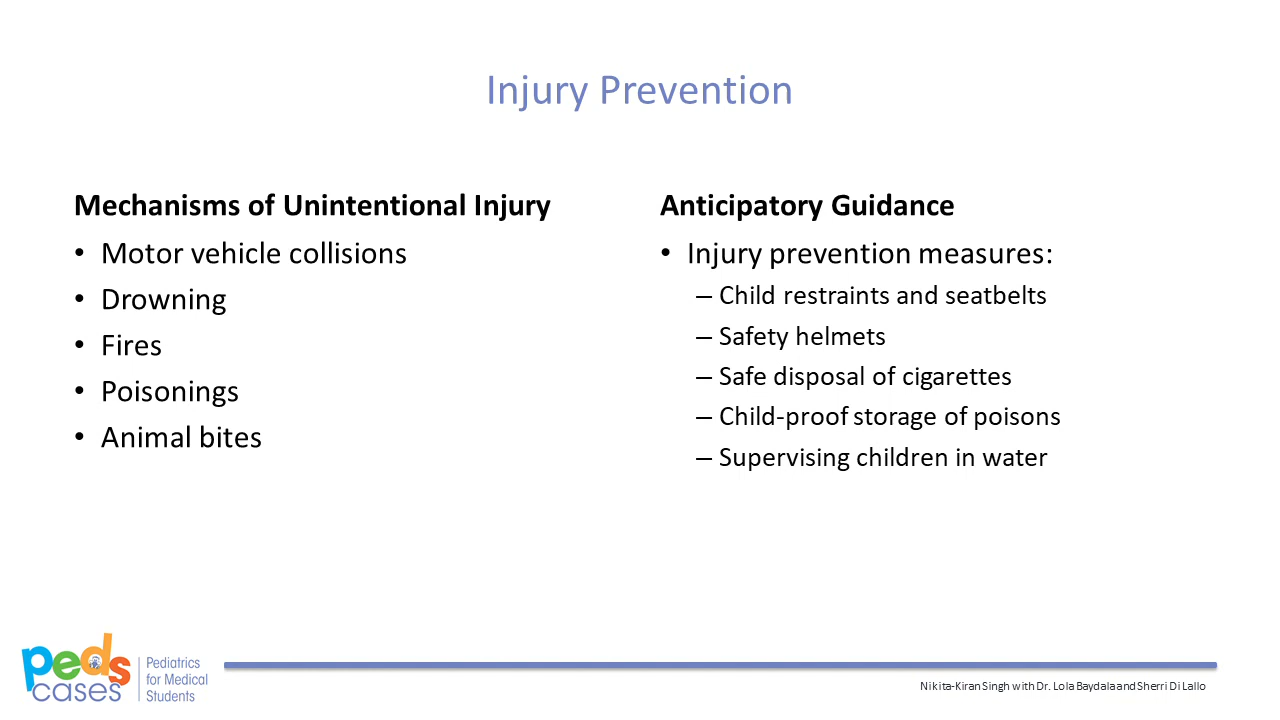 Injury Prevention
Mechanisms of Unintentional Injury
• Motor vehicle collisions
• Drowning
• Fires
• Poisonings
• Animal bites
Anticipatory Guidance
• Injury prevention measures:
– Child restraints and seatbelts
– Safety helmets
– Safe disposal of cigarettes
– Child-proof storage of poisons
– Supervising children in water
peds
cases
Pediatrics
for Medical
Students
Nikita-Kiran Singh with Dr. Lola Baydala and Sherri Di Lallo